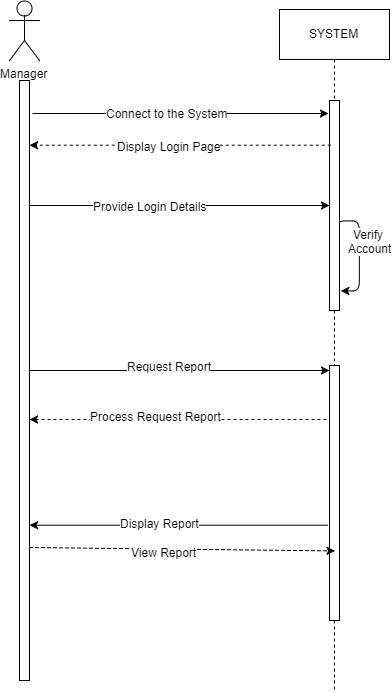 SYSTEM
Manager
Connect to the System
Display Login Page
Provide Login Details
Verify
Account
Request Report
Process Request Report
Display Report
View Report